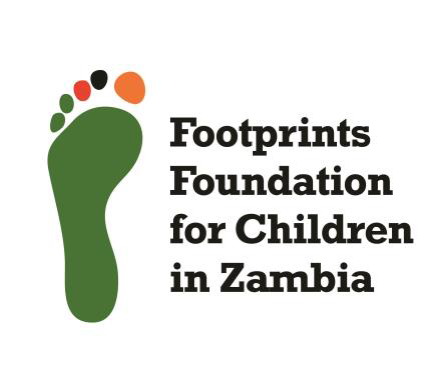 Footprints
Foundation
for Children
in Zambia